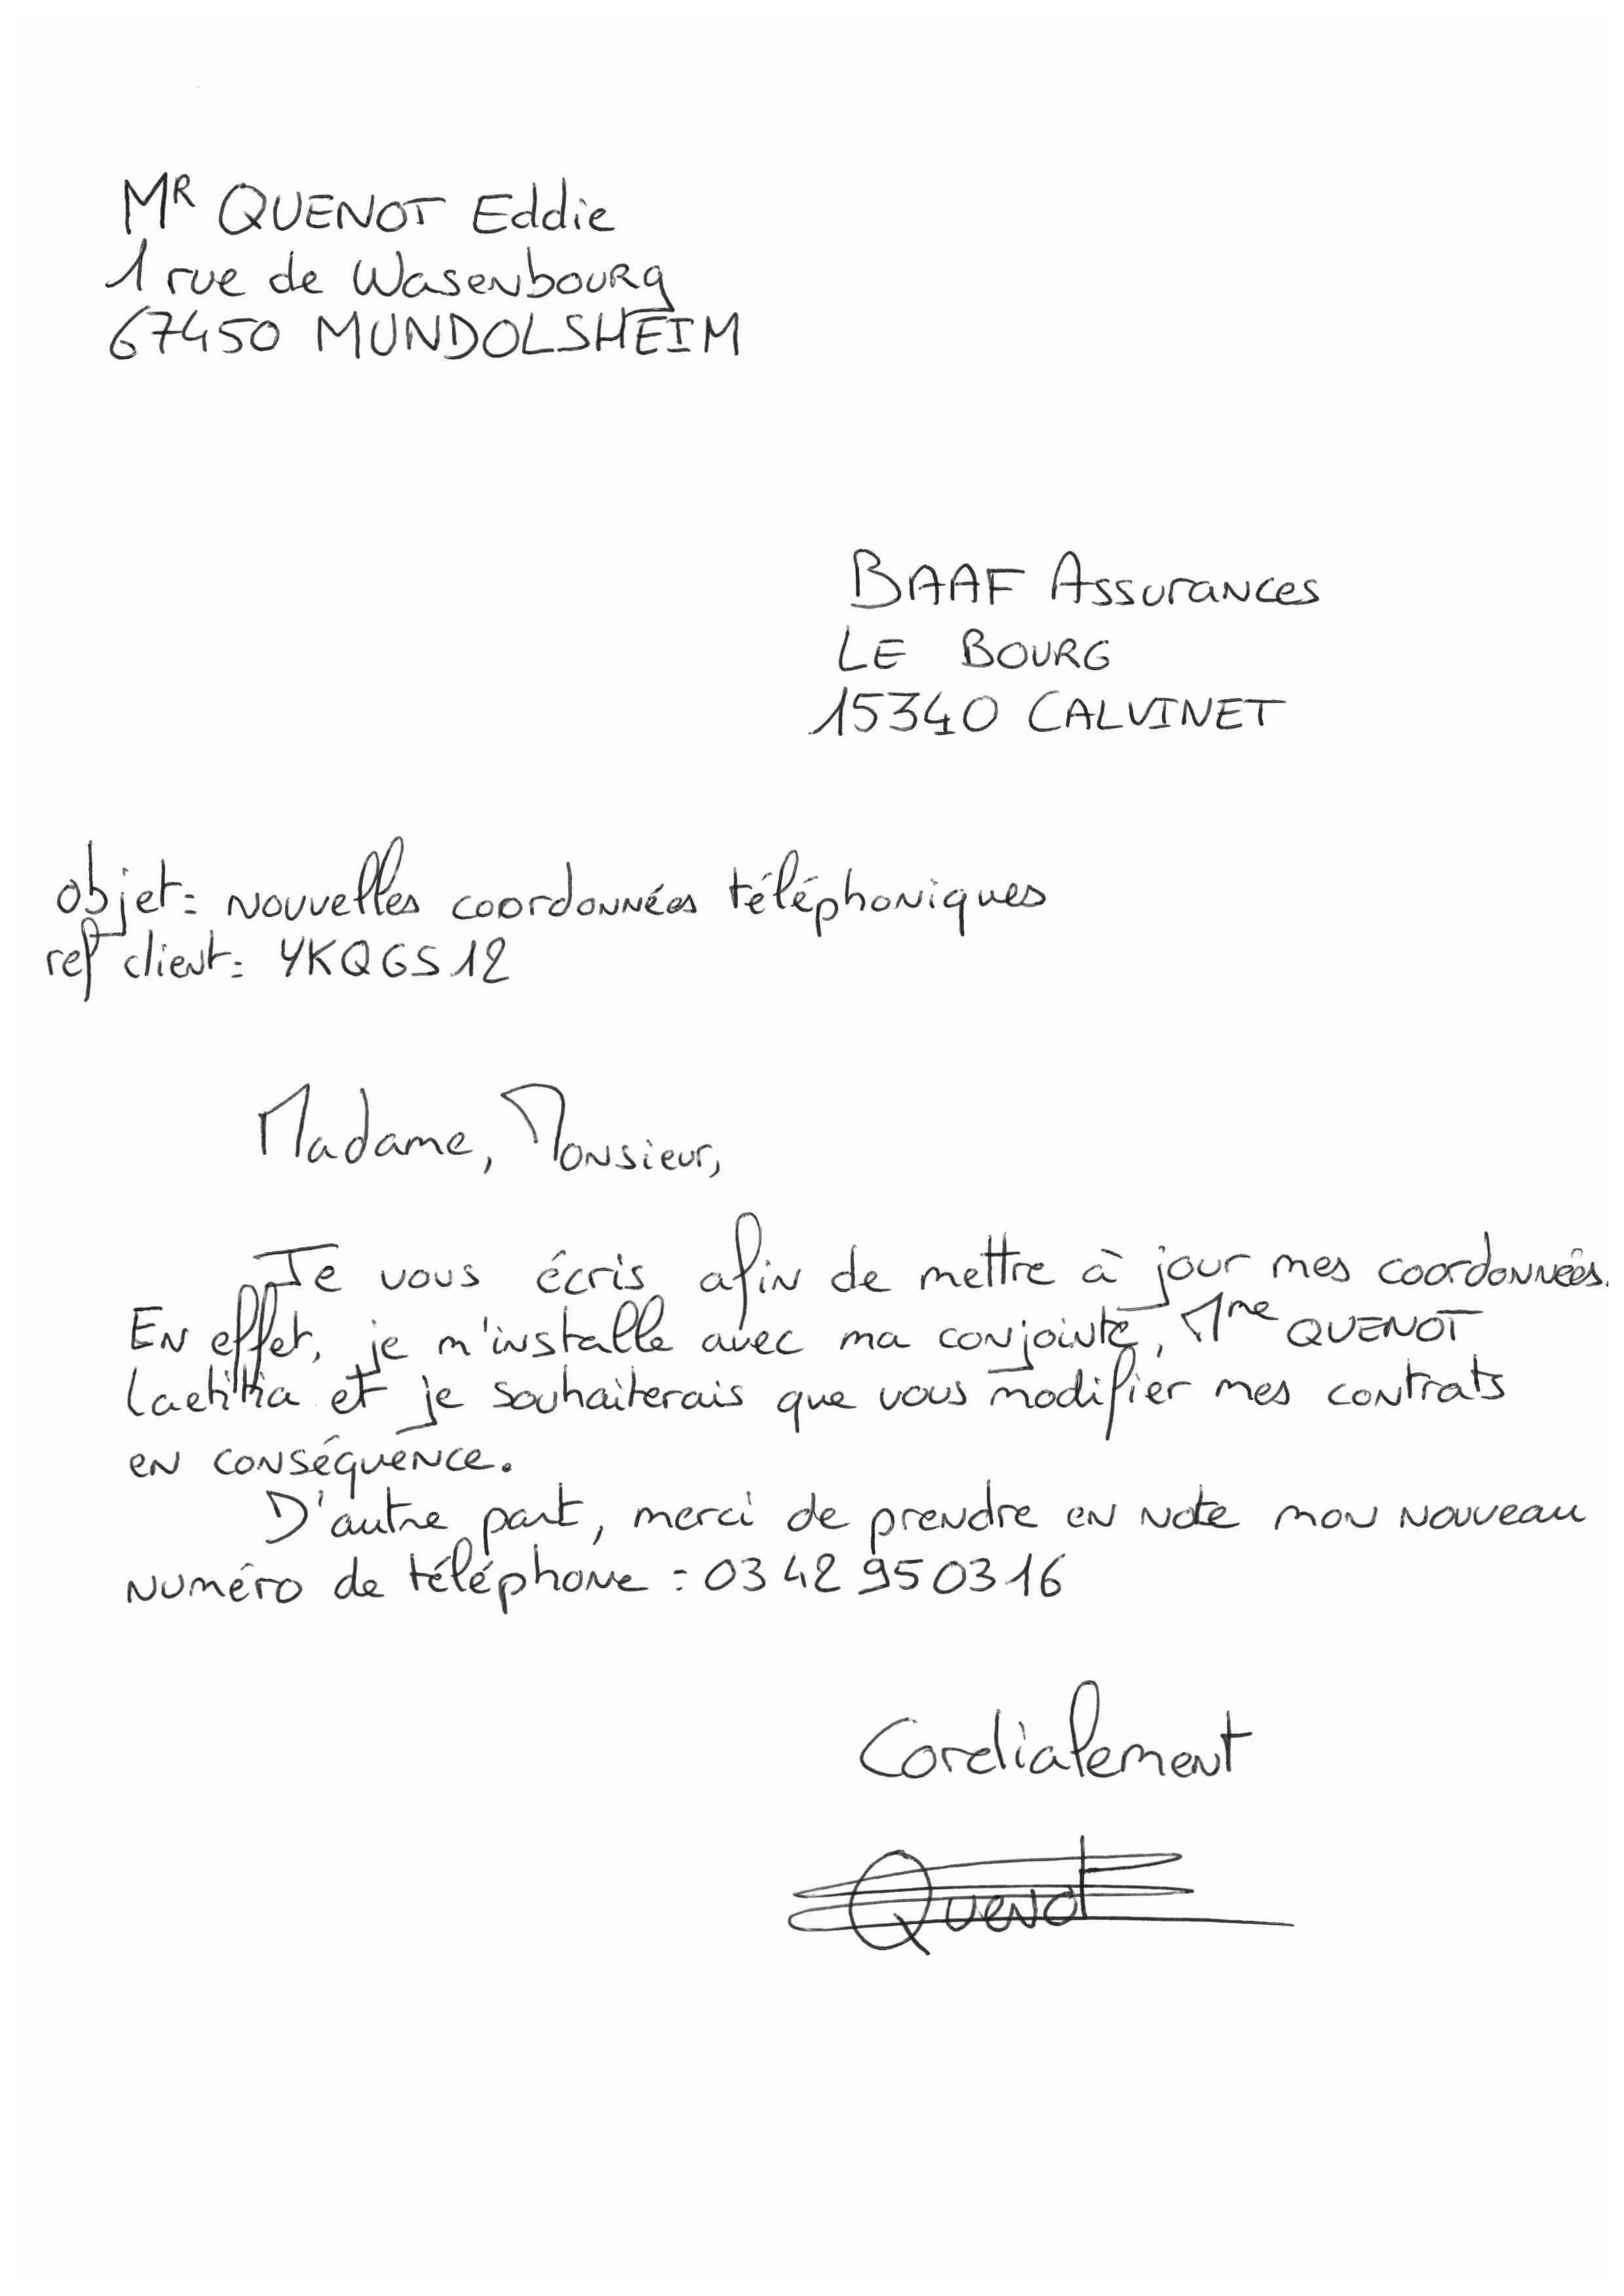 MR QUENOT Eddie
1 rue de Wasenbourg
67450 MUNDOLSHEIM
BAAF Assurances
LE BOURG
15340 CALVINET
objet: nouvelles coordonnées téléphoniques
ref client: YKQGS12
Madame, Monsieur,
Je vous écris afin de mettre à jour mes coordonnées.
En effet, je m'installe avec ma conjointe, Mme QUENOT
Laetitia et je souhaiterais que vous modifier mes contrats
en conséquence.
D'autre part, merci de prendre en note mon nouveau
numéro de téléphone : 03 42 95 03 16
Cordialement
Quenot